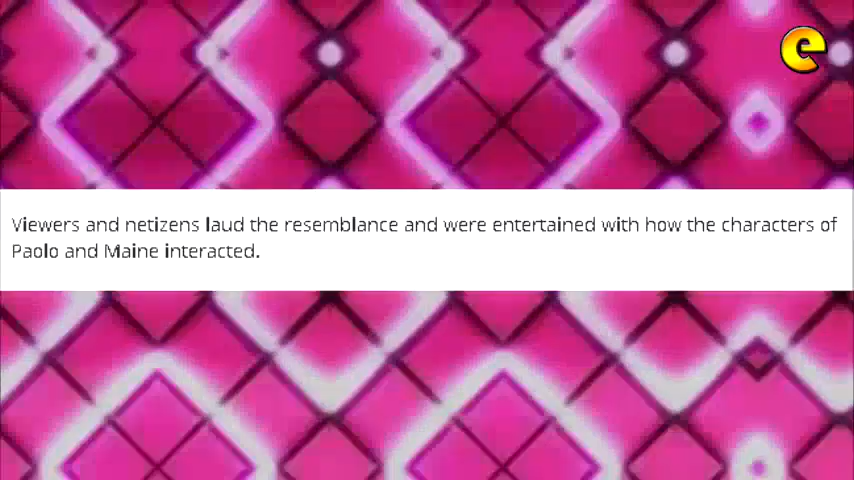 e
Viewers and netizens laud the resemblance and were entertained with how the characters of
Paolo and Maine interacted.